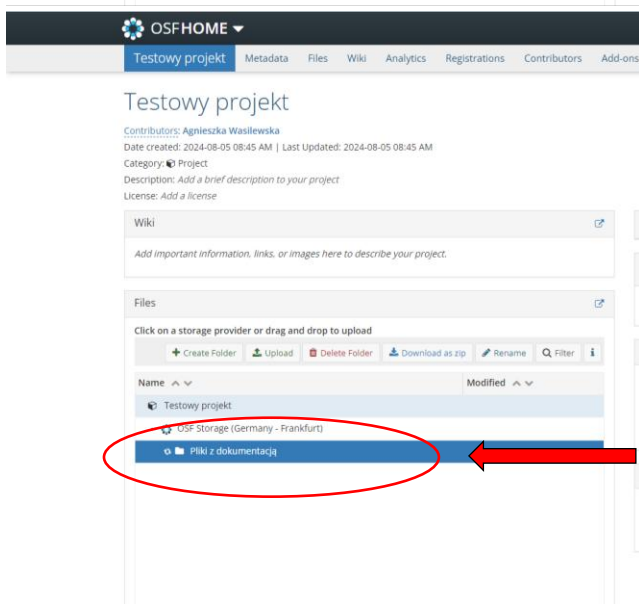 OSFHOME
Testowy projekt Metadata Files Wiki Analytics Registrations Contributors Add-ons
Testowy projekt
Contributors: Agnieszka Wasilewska
Date created: 2024-08-05 08:45 AM | Last Updated: 2024-08-05 08:45 AM
Category: Project
Description: Add a brief description to your project
License: Add a license
Wiki
Add important information, links, or images here to describe your project.
Files
Click on a storage provider or drag and drop to upload
Create Folder Upload Delete Folder Download as zip Rename Filter i
Name Modified
Testowy projekt
OSF Storage (Germany - Frankfurt)
Pliki z dokumentacją